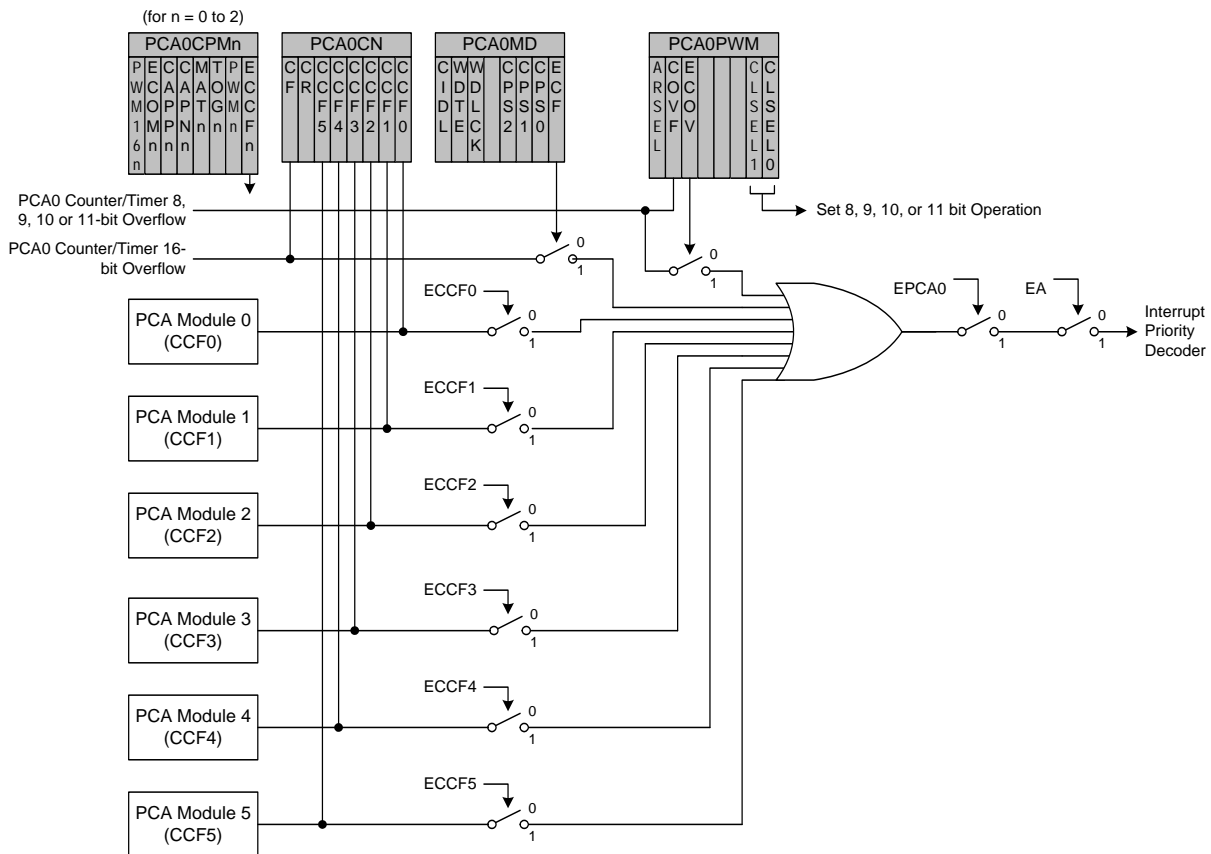 (for n = 0 to 2)
PCA0CPMn
PWM16n
ECOMn
CAPPn
CAPNn
MATn
TOGn
PWMn
ECCFn
PCA0CN
CF
CR
CCF5
CCF4
CCF3
CCF2
CCF1
CCF0
PCA0MD
CIDL
WDTE
WDLCK
CPS2
CPS1
CPS0
ECF
PCA0PWM
ARSEL
COVF
ECOV
CLSEL1
CLSEL0
PCA0 Counter/Timer 8,
9, 10 or 11-bit Overflow
Set 8, 9, 10, or 11 bit Operation
PCA0 Counter/Timer 16-
bit Overflow
0
1
0
1
PCA Module 0
(CCF0)
ECCF0
0
1
EPCA0
0
1
EA
0
1
Interrupt
Priority
Decoder
PCA Module 1
(CCF1)
ECCF1
0
1
PCA Module 2
(CCF2)
ECCF2
0
1
PCA Module 3
(CCF3)
ECCF3
0
1
PCA Module 4
(CCF4)
ECCF4
0
1
PCA Module 5
(CCF5)
ECCF5
0
1